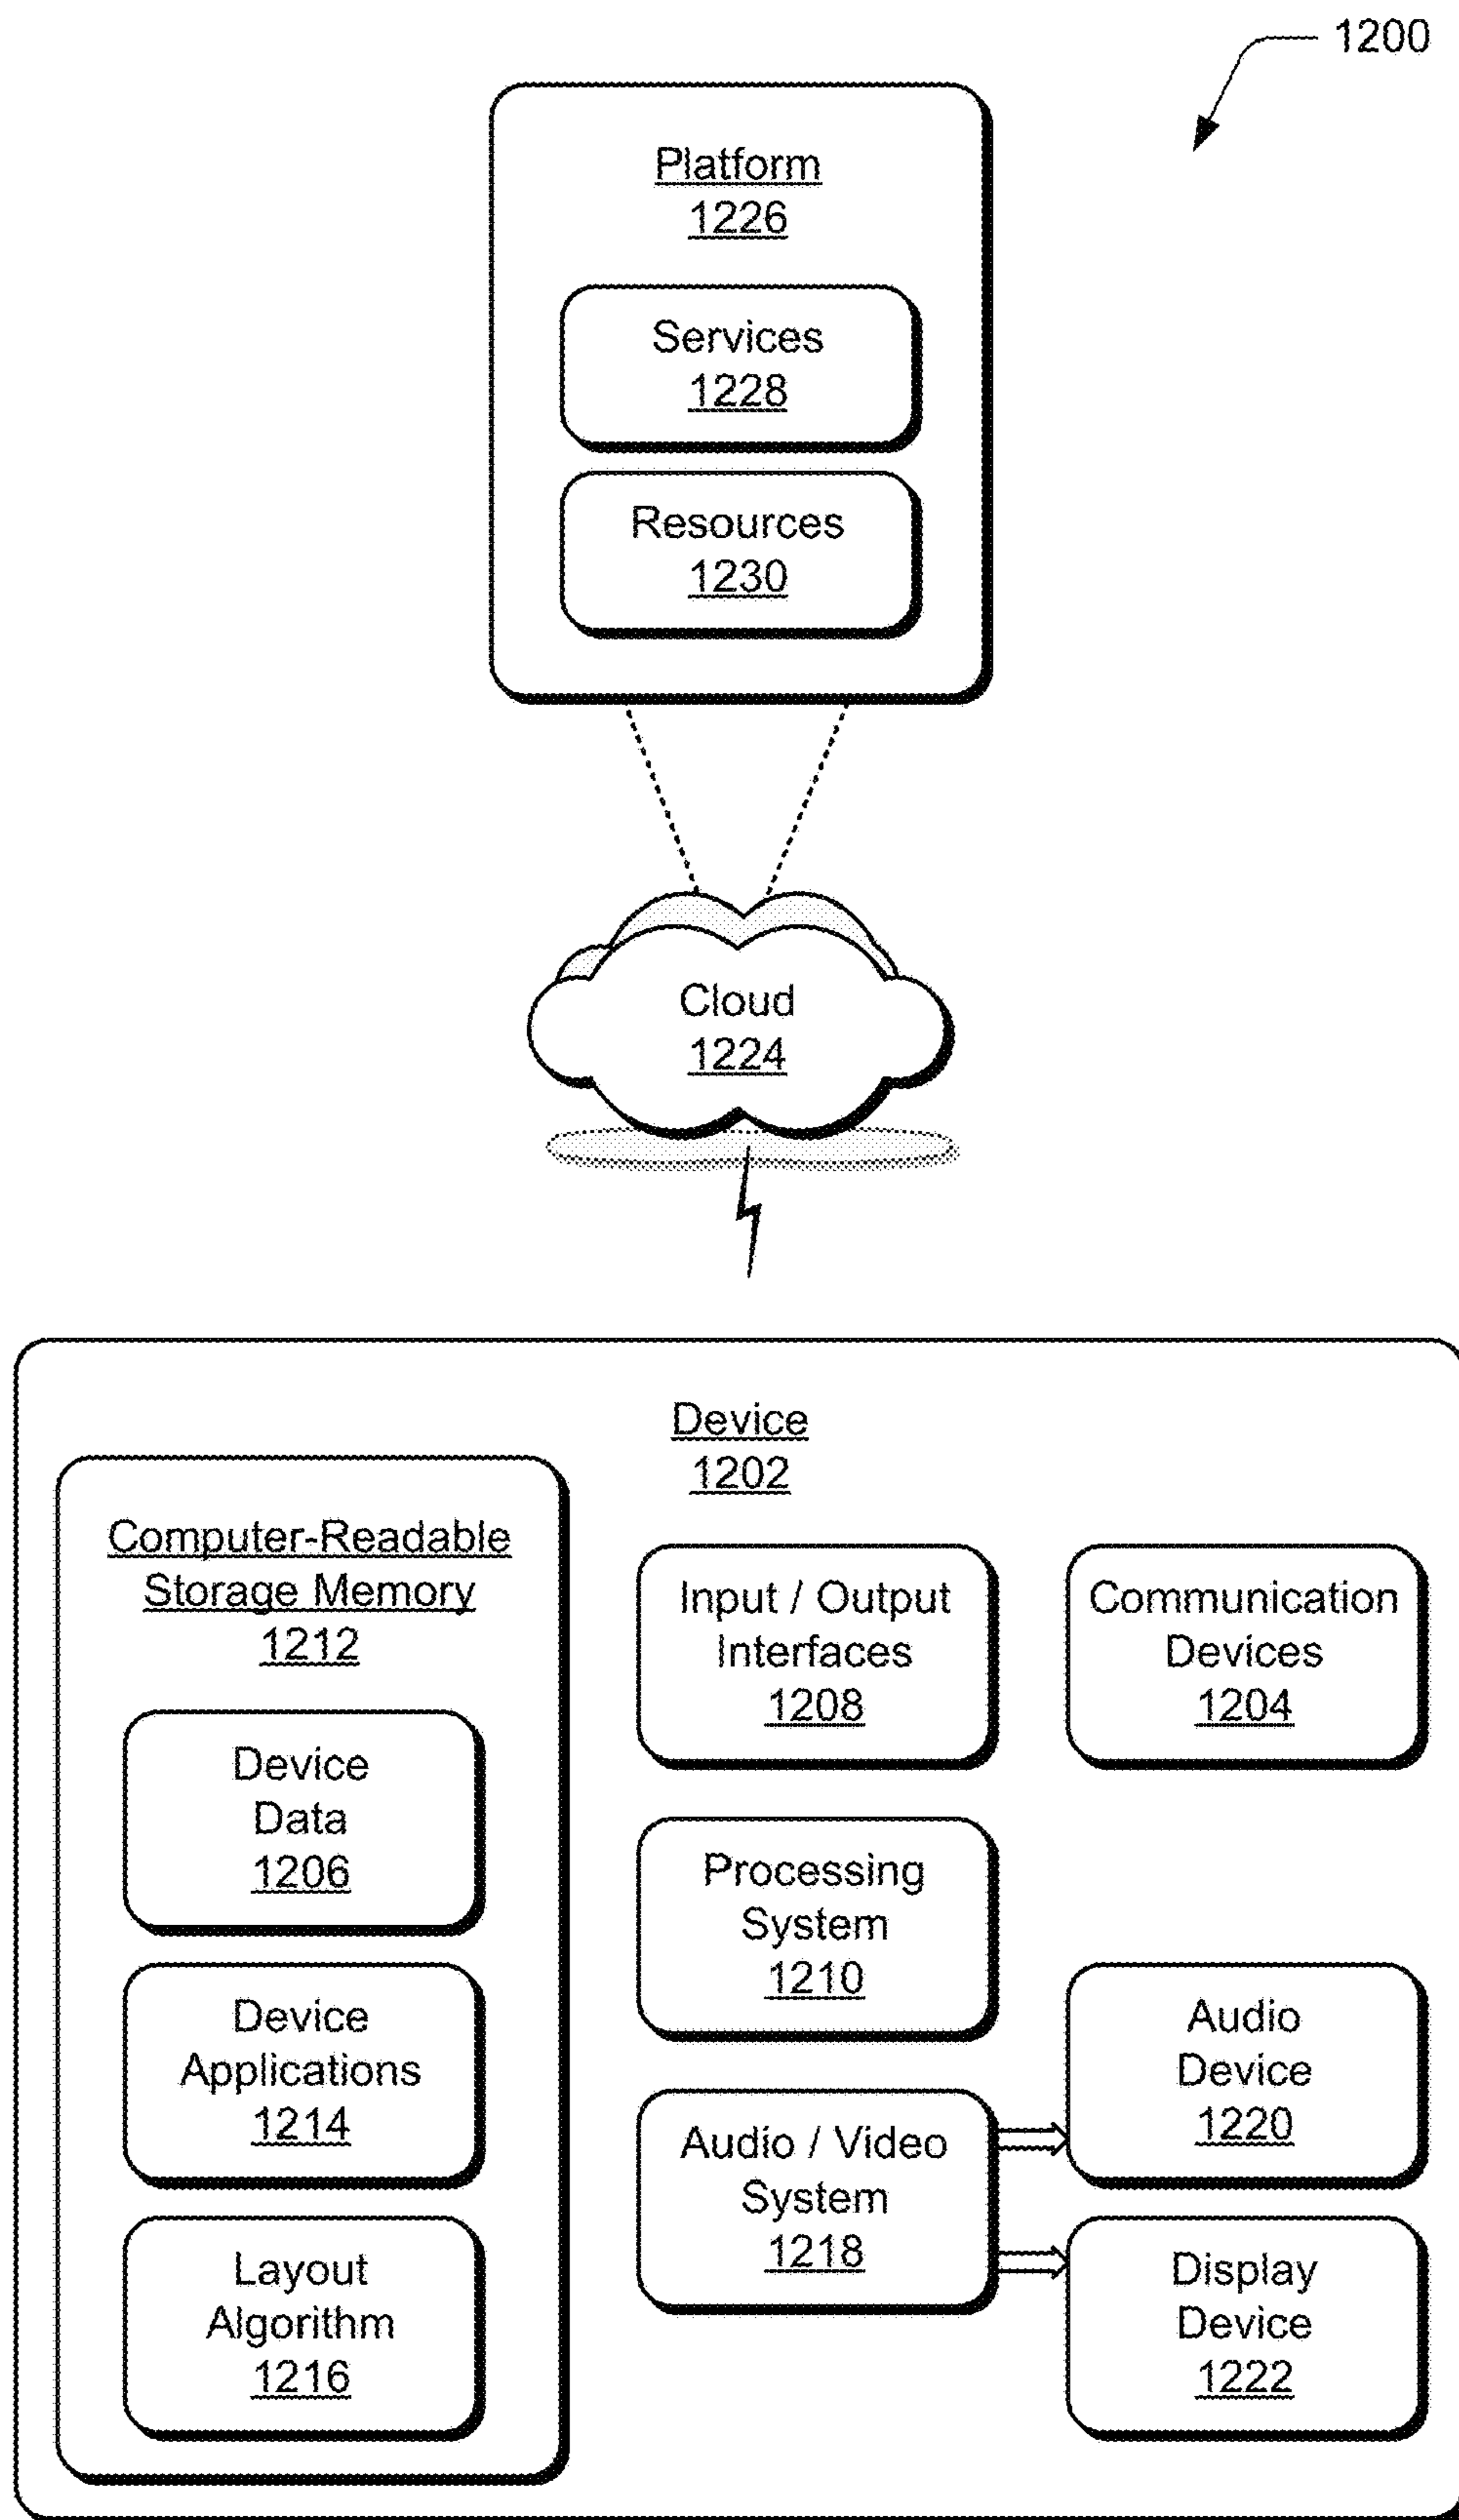 1200
Platform
1226
Services
1228
Resources
1230
Cloud
1224
Device
1202
Computer-Readable
Storage Memory
1212
Device
Data
1206
Device
Applications
1214
Layout
Algorithm
1216
Input / Output
Interfaces
1208
Processing
System
1210
Audio / Video
System
1218
Communication
Devices
1204
Audio
Device
1220
Display
Device
1222